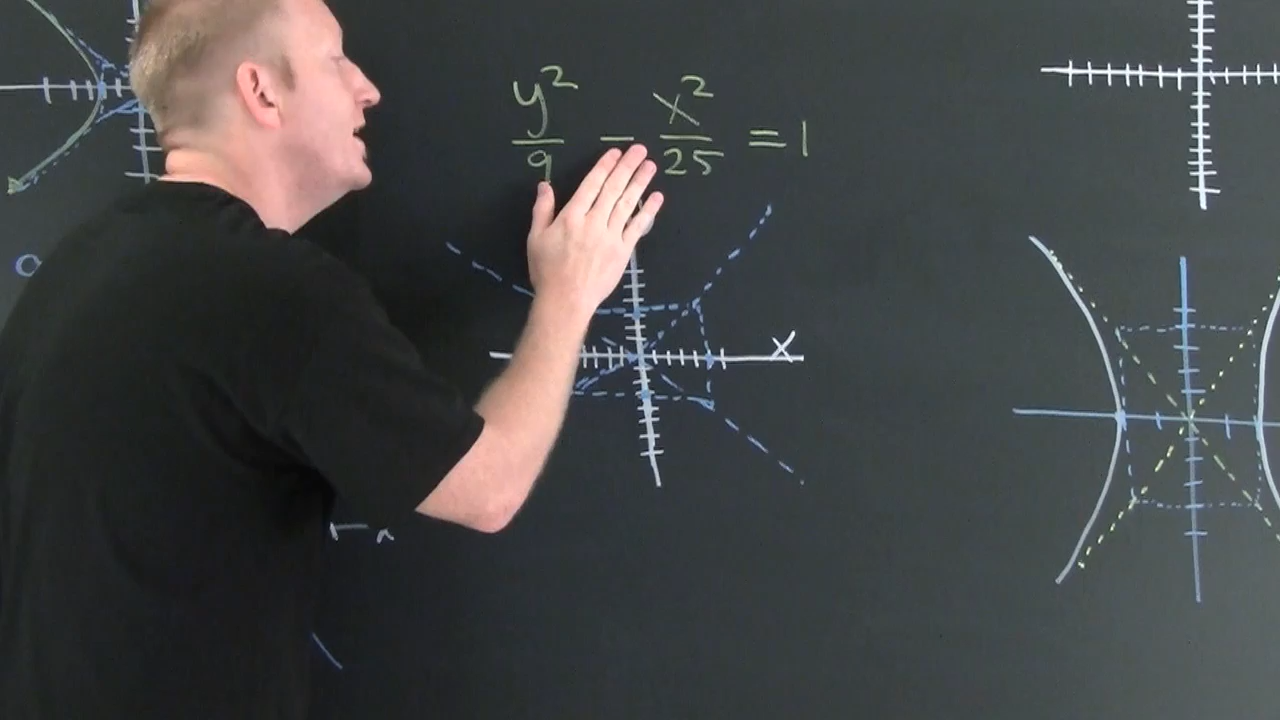 y² / 9 − x² / 25 = 1
x